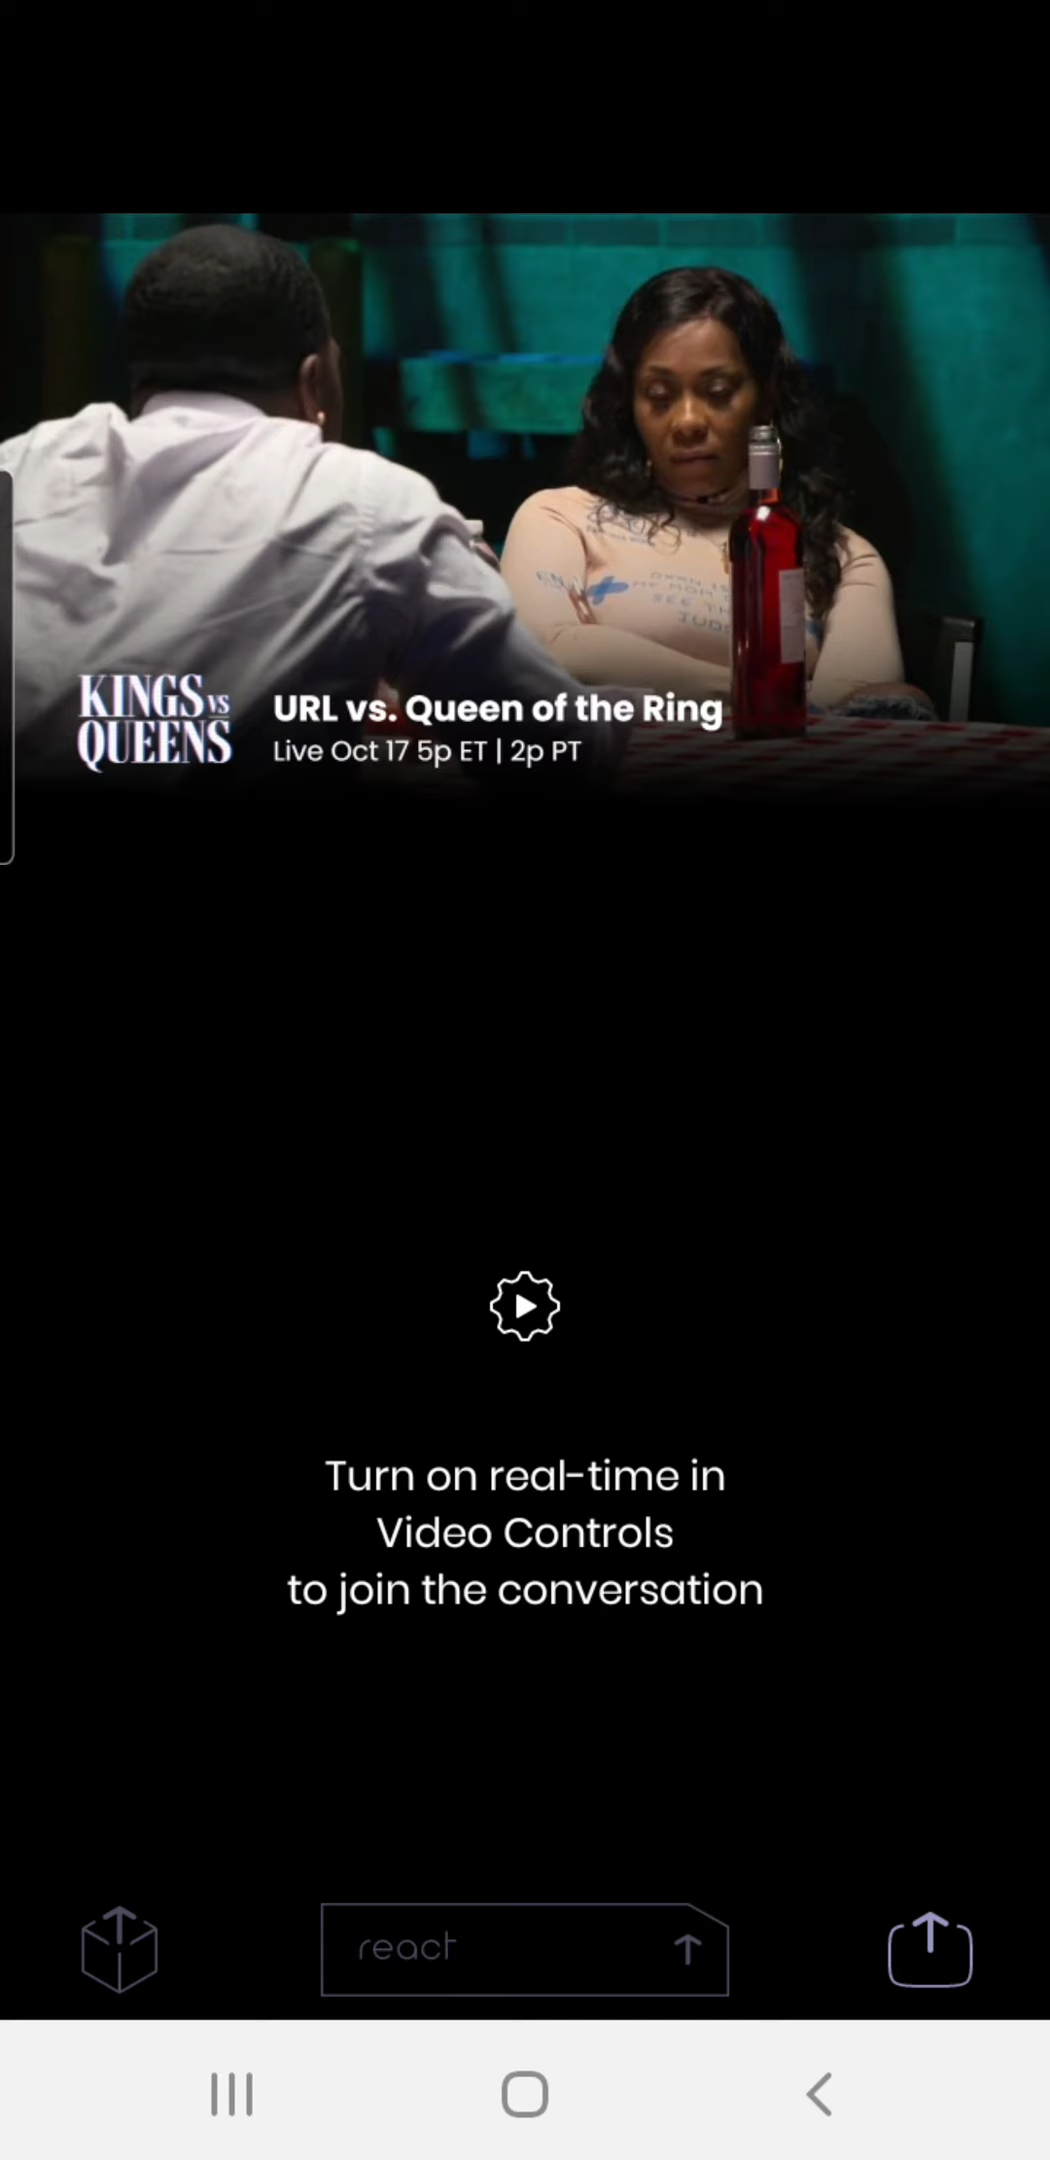 KINGS VS
QUEENS
URL vs. Queen of the Ring
Live Oct 17 5p ET | 2p PT
Turn on real-time in
Video Controls
to join the conversation
react